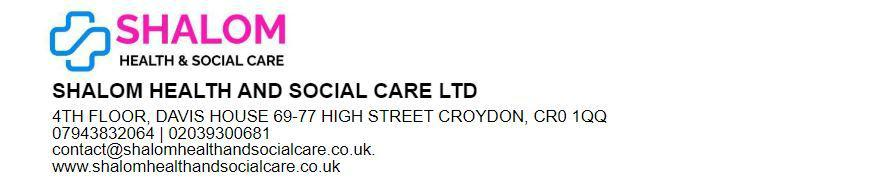 SHALOM
HEALTH & SOCIAL CARE
SHALOM HEALTH AND SOCIAL CARE LTD
4TH FLOOR, DAVIS HOUSE 69-77 HIGH STREET CROYDON, CR0 1QQ
07943832064 | 02039300681
contact@shalomhealthandsocialcare.co.uk.
www.shalomhealthandsocialcare.co.uk